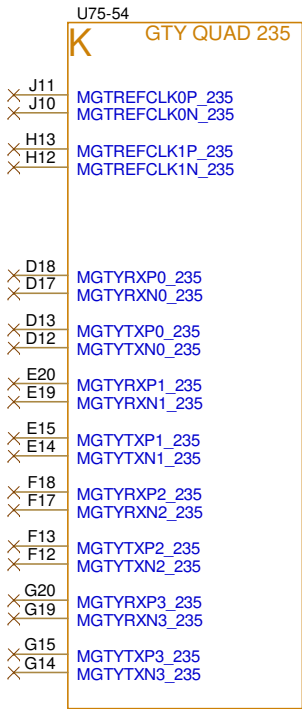 U75-54
K GTY QUAD 235
J11 MGTREFCLK0P_235
J10 MGTREFCLK0N_235
H13 MGTREFCLK1P_235
H12 MGTREFCLK1N_235
D18 MGTYRXP0_235
D17 MGTYRXN0_235
D13 MGTYTXP0_235
D12 MGTYTXN0_235
E20 MGTYRXP1_235
E19 MGTYRXN1_235
E15 MGTYTXP1_235
E14 MGTYTXN1_235
F18 MGTYRXP2_235
F17 MGTYRXN2_235
F13 MGTYTXP2_235
F12 MGTYTXN2_235
G20 MGTYRXP3_235
G19 MGTYRXN3_235
G15 MGTYTXP3_235
G14 MGTYTXN3_235